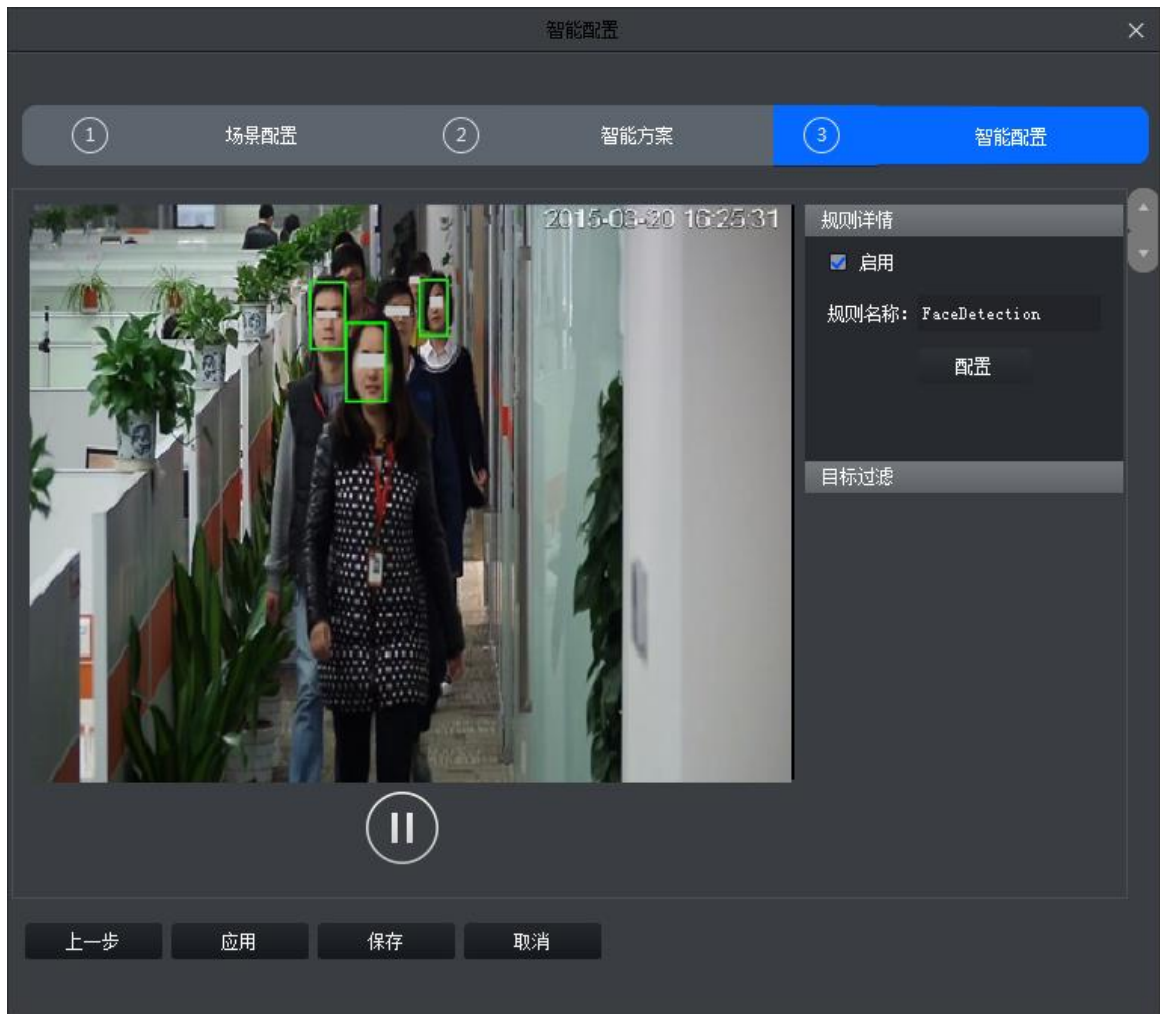 智能配置
1 场景配置 2 智能方案 3 智能配置
2015-03-20 16:25:31
规则详情
启用
规则名称: FaceDetection
配置
目标过滤
上一步 应用 保存 取消